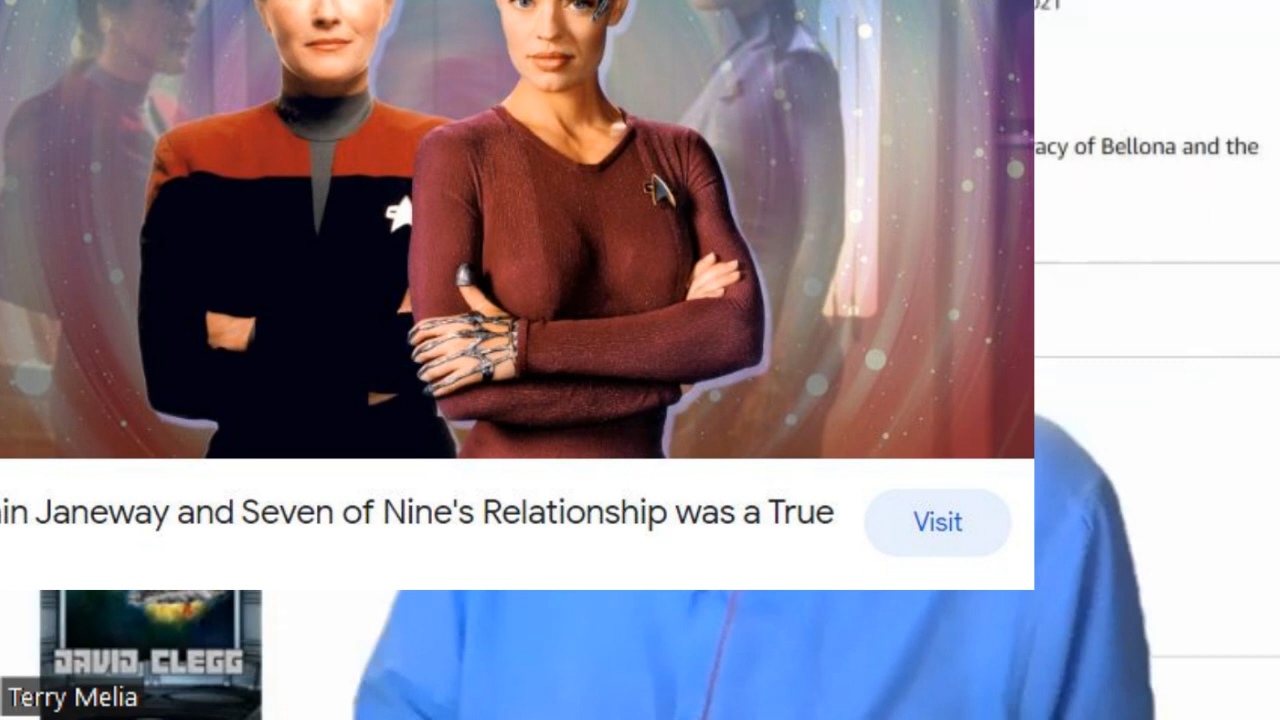 acy of Bellona and the
in Janeway and Seven of Nine's Relationship was a True
Visit
DAVID CLEGG
Terry Melia